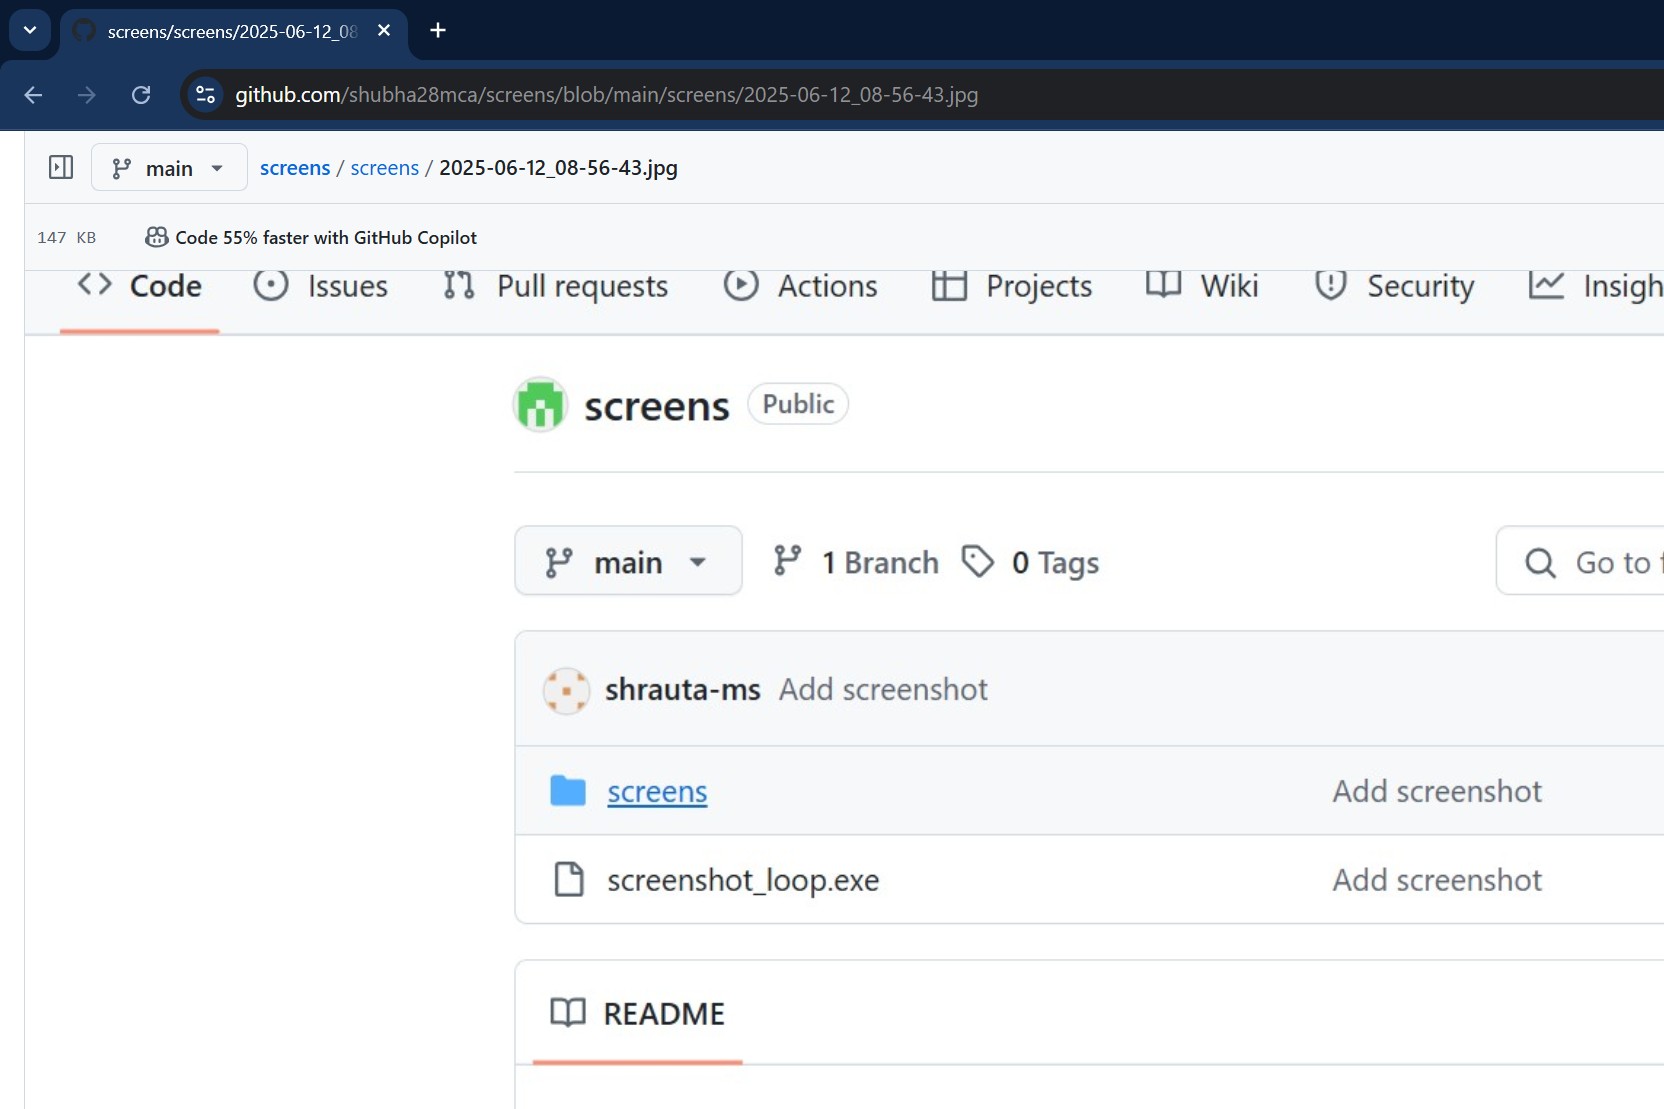 screens/screens/2025-06-12_08
github.com/shubha28mca/screens/blob/main/screens/2025-06-12_08-56-43.jpg
main screens / screens / 2025-06-12_08-56-43.jpg
147 KB Code 55% faster with GitHub Copilot
Code Issues Pull requests Actions Projects Wiki Security Insigh
screens Public
main 1 Branch 0 Tags Go to f
shrauta-ms Add screenshot
screens Add screenshot
screenshot_loop.exe Add screenshot
README